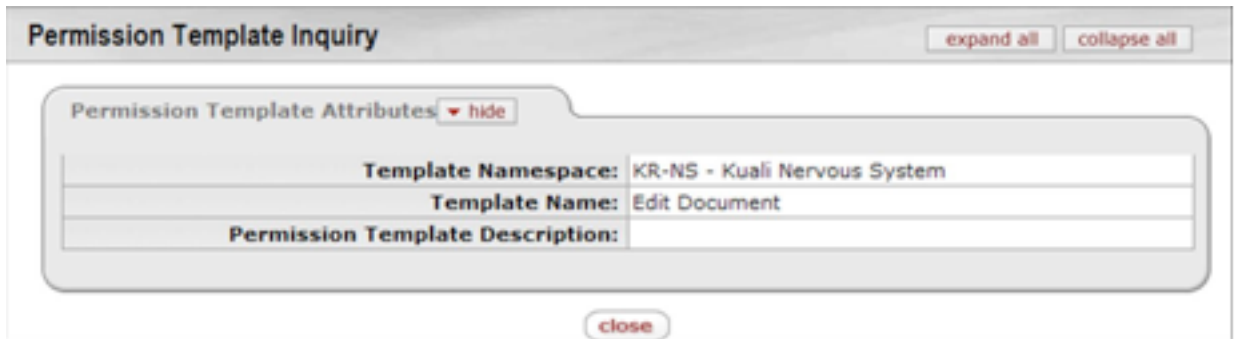 Permission Template Inquiry expand all collapse all
Permission Template Attributes hide
Template Namespace: KR-NS - Kuali Nervous System
Template Name: Edit Document
Permission Template Description:
close